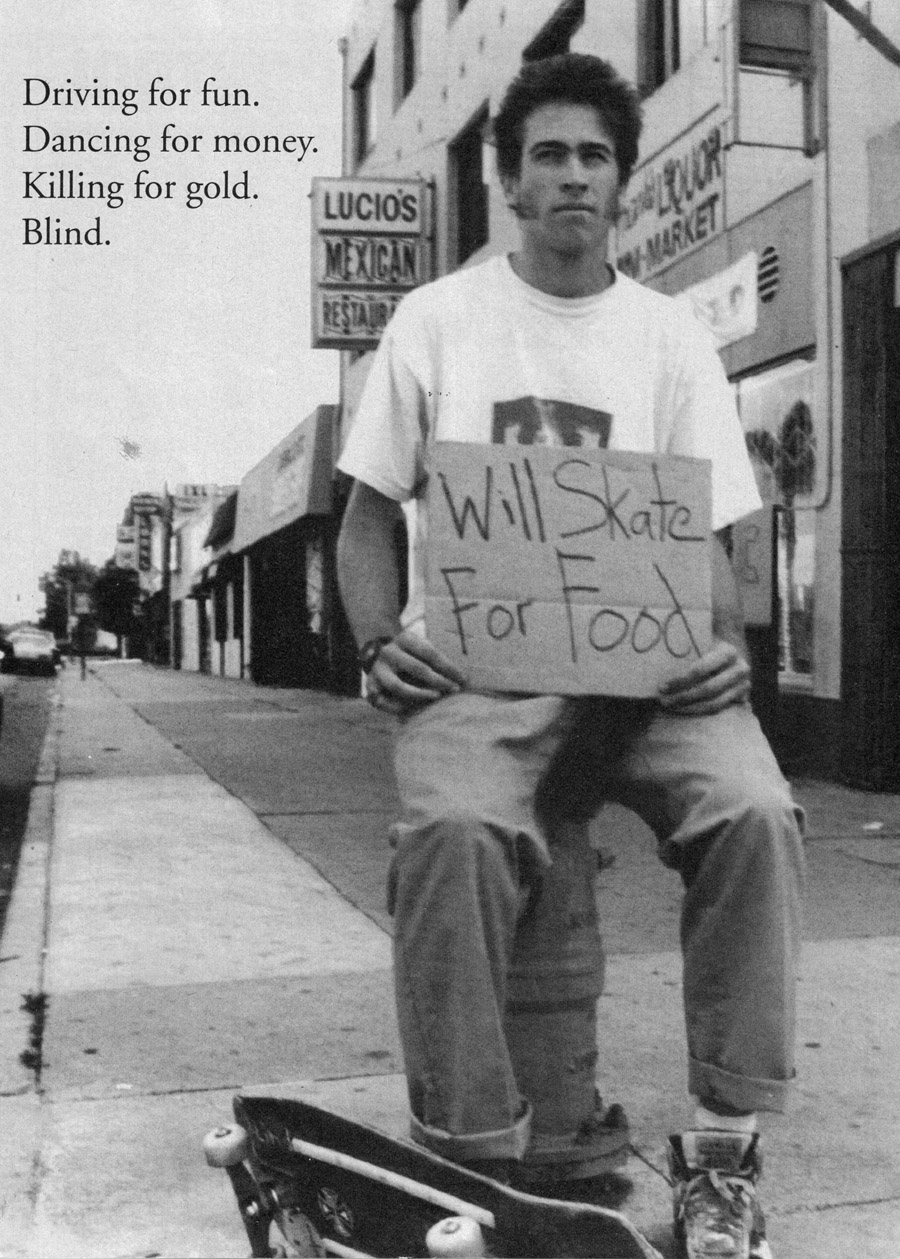 Driving for fun.
Dancing for money.
Killing for gold.
Blind.
LUCIO'S
MEXICAN
RESTAURA
LIQUOR
MINI-MARKET
Will Skate
For Food